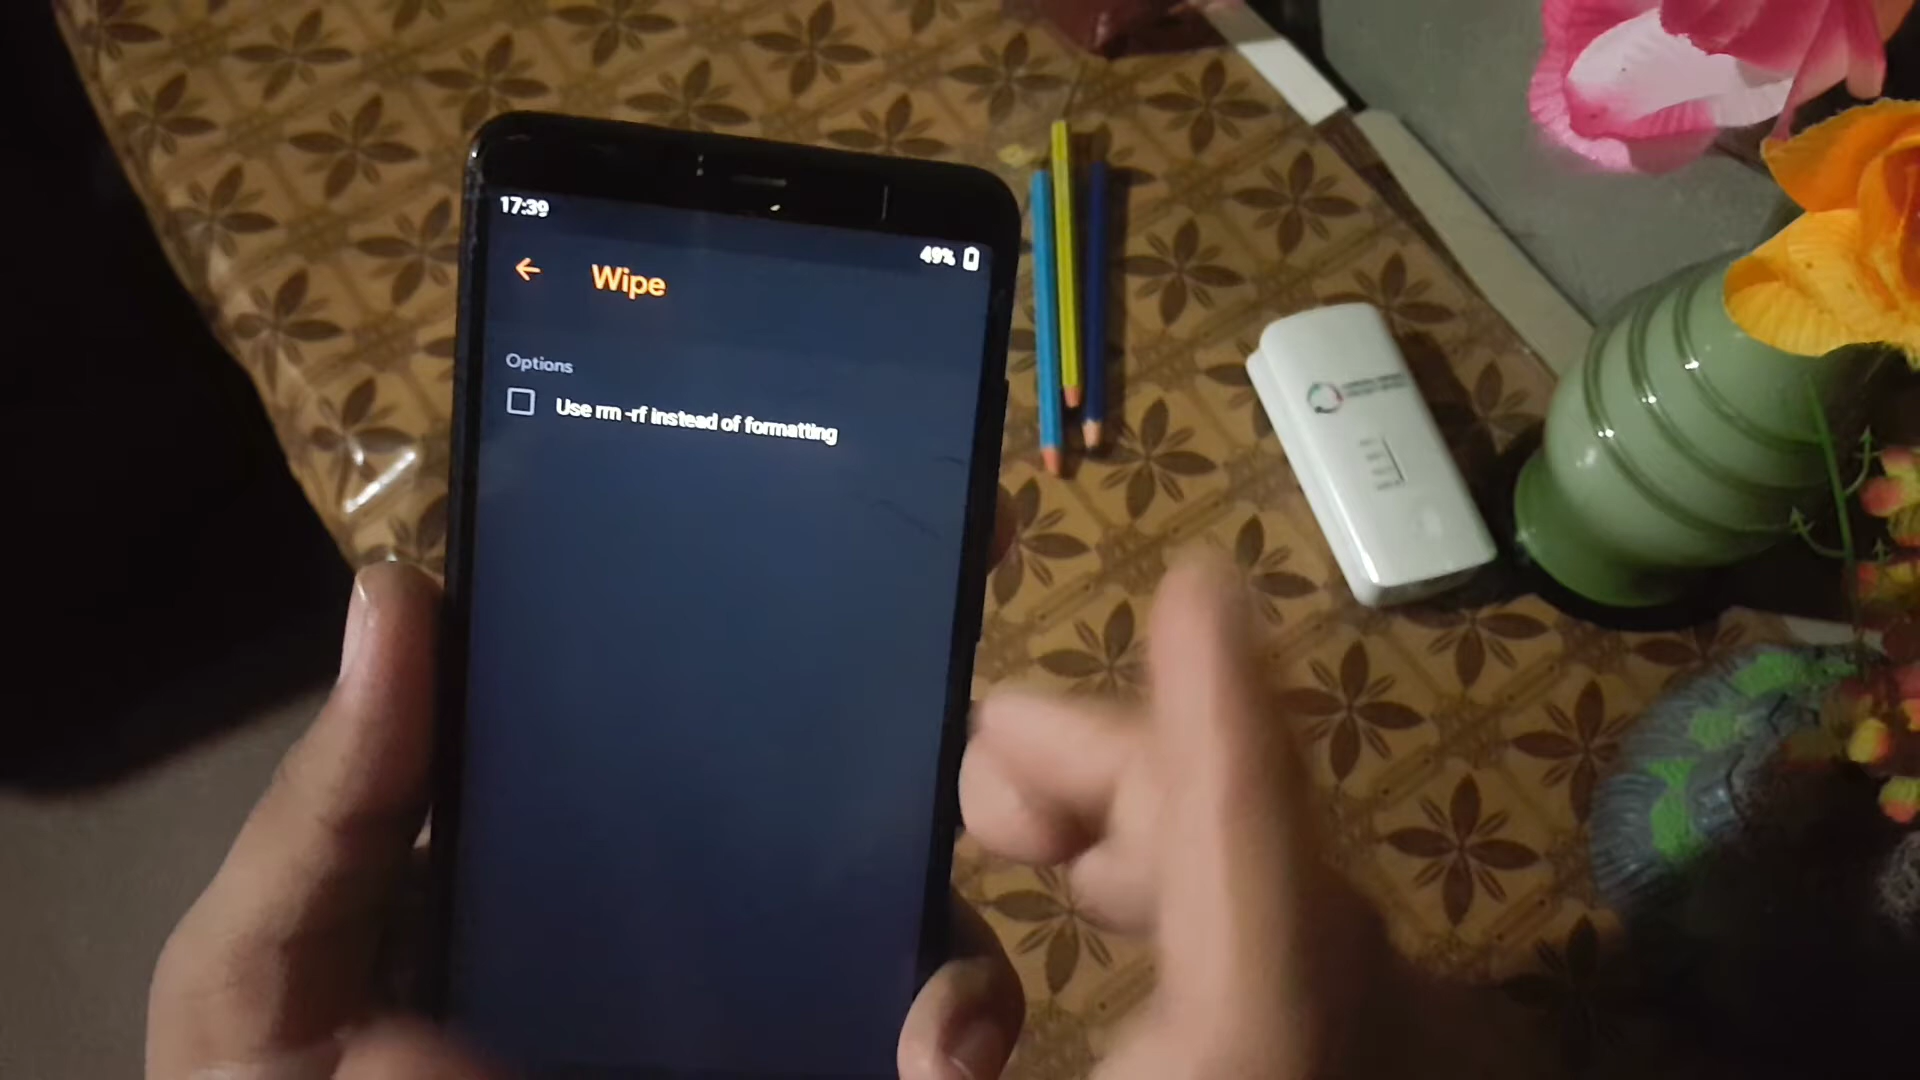 17:39
49%
Wipe
Options
Use rm -rf instead of formatting